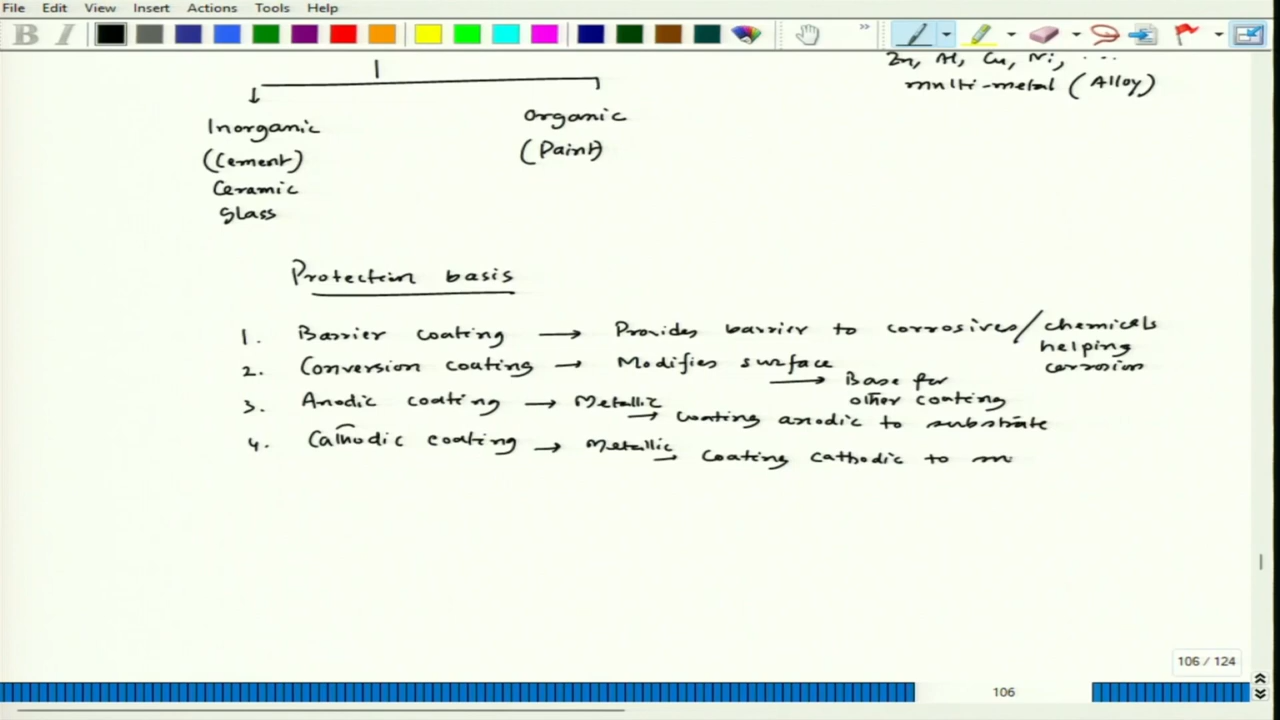 File Edit View Insert Actions Tools Help
B I
Zn, Al, Cu, Ni, ...
multi-metal (Alloy)
Inorganic
(Cement)
Ceramic
glass
Organic
(Paint)
Protection basis
1. Barrier coating → Provides barrier to corrosives/chemicals
helping
corrosion
2. Conversion coating → Modifies surface
→ Base for
other coating
3. Anodic coating → Metallic
→ coating anodic to substrate
4. Cathodic coating → Metallic
→ coating cathodic to
106 / 124
106